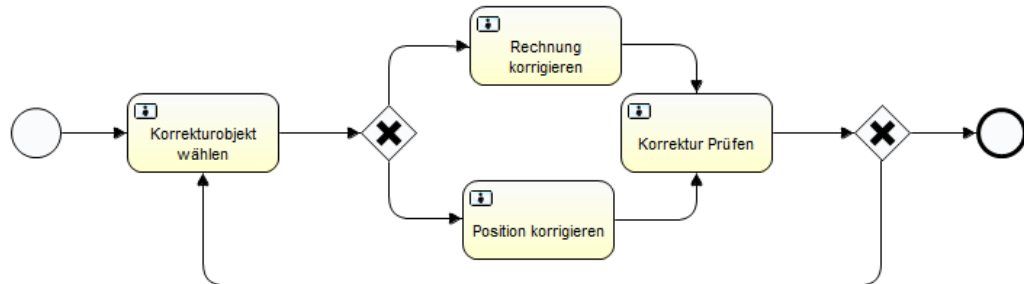 Rechnung
korrigieren
Korrekturobjekt
wählen
Korrektur Prüfen
Position korrigieren